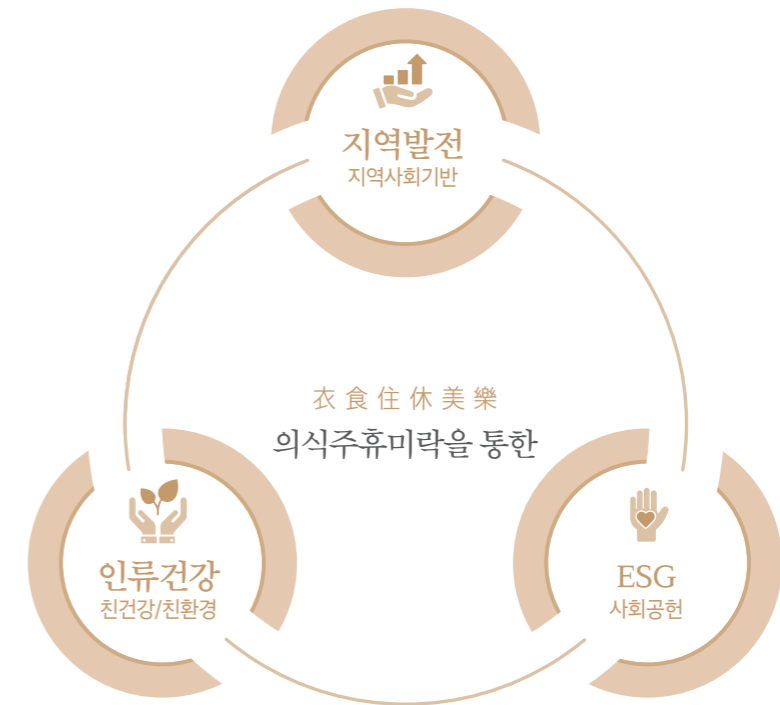 지역발전
지역사회기반
衣食住休美樂
의식주휴미락을 통한
인류건강
친건강/친환경
ESG
사회공헌